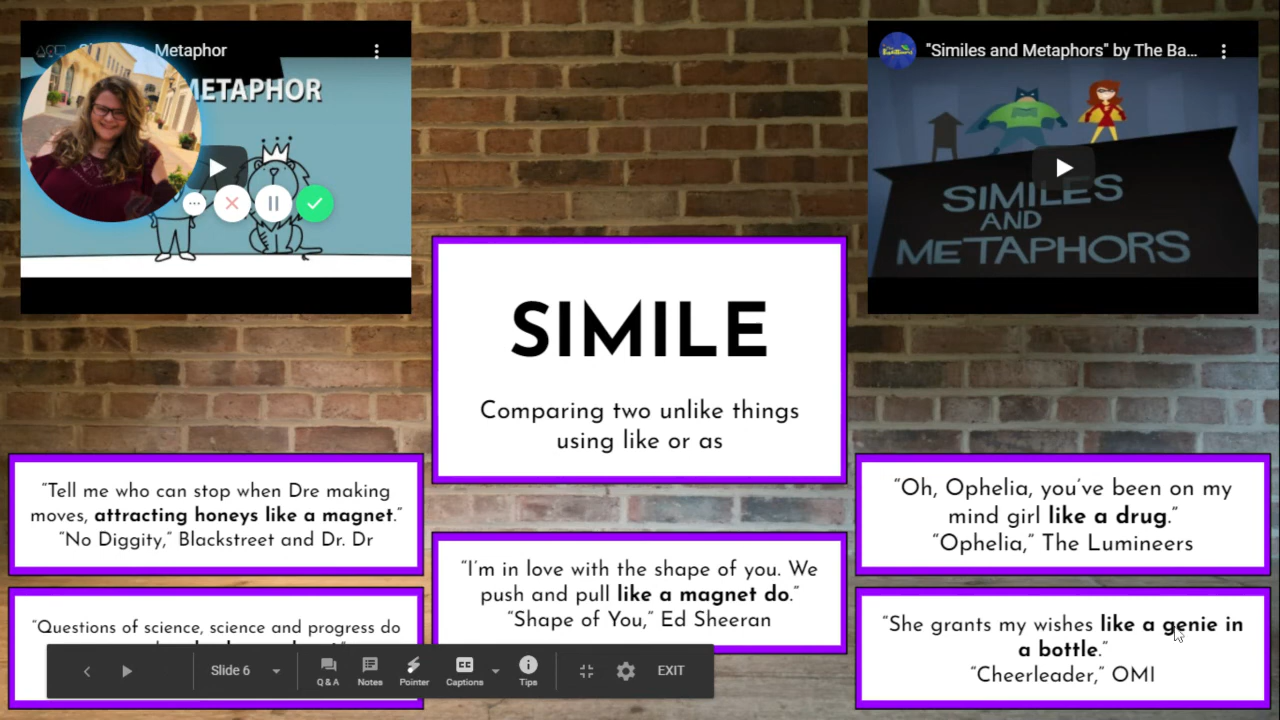 Metaphor
METAPHOR
"Similes and Metaphors" by The Ba...
SIMILES
AND
METAPHORS
SIMILE
Comparing two unlike things
using like or as
"Tell me who can stop when Dre making
moves, attracting honeys like a magnet."
"No Diggity," Blackstreet and Dr. Dr
"Questions of science, science and progress do
"I'm in love with the shape of you. We
push and pull like a magnet do."
"Shape of You," Ed Sheeran
"Oh, Ophelia, you've been on my
mind girl like a drug."
"Ophelia," The Lumineers
"She grants my wishes like a genie in
a bottle."
"Cheerleader," OMI
Slide 6
Q & A
Notes
Pointer
Captions
Tips
EXIT